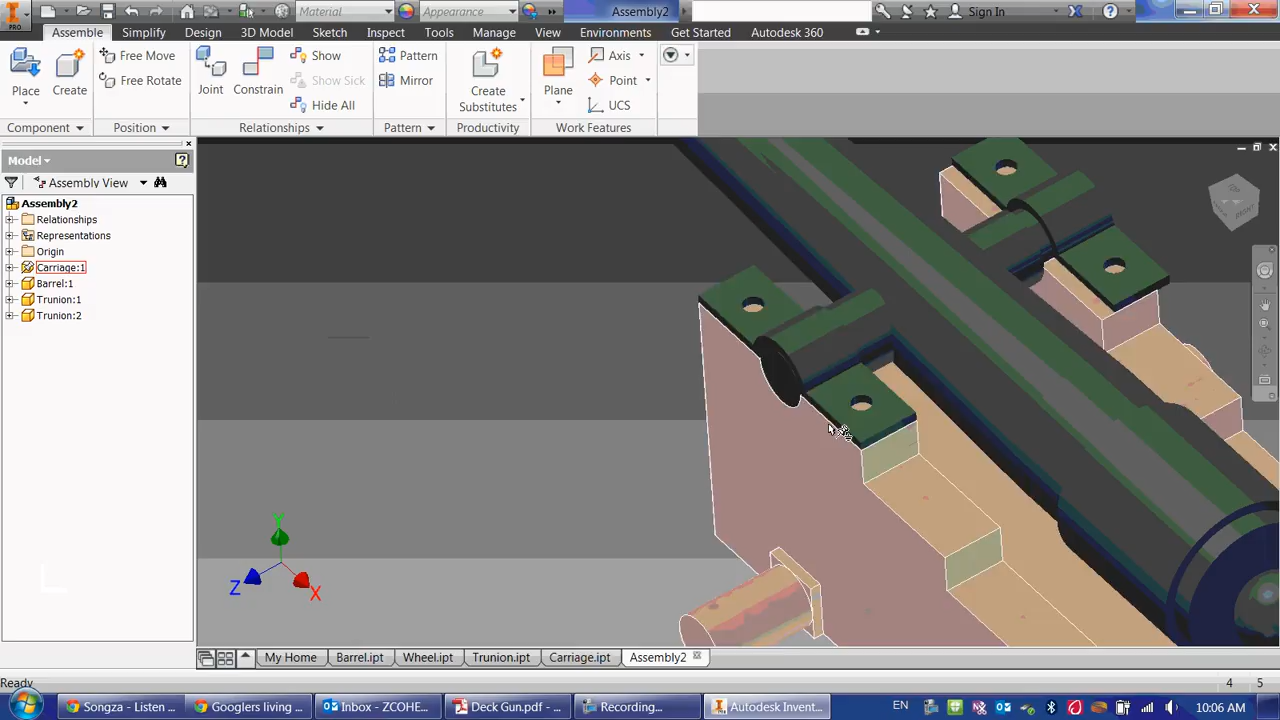 PRO
Material
Appearance
Assembly2
Sign In
Assemble Simplify Design 3D Model Sketch Inspect Tools Manage View Environments Get Started Autodesk 360
Place
Create
Free Move
Free Rotate
Joint
Constrain
Show
Show Sick
Hide All
Pattern
Mirror
Create
Substitutes
Plane
Axis
Point
UCS
Component Position Relationships Pattern Productivity Work Features
Model
Assembly View
Assembly2
Relationships
Representations
Origin
Carriage:1
Barrel:1
Trunion:1
Trunion:2
Y
Z
X
My Home Barrel.ipt Wheel.ipt Trunion.ipt Carriage.ipt Assembly2
Ready 4 5
Songza - Listen ... Googlers living ... Inbox - ZCOHE... Deck Gun.pdf - ... Recording... Autodesk Invent... EN 10:06 AM